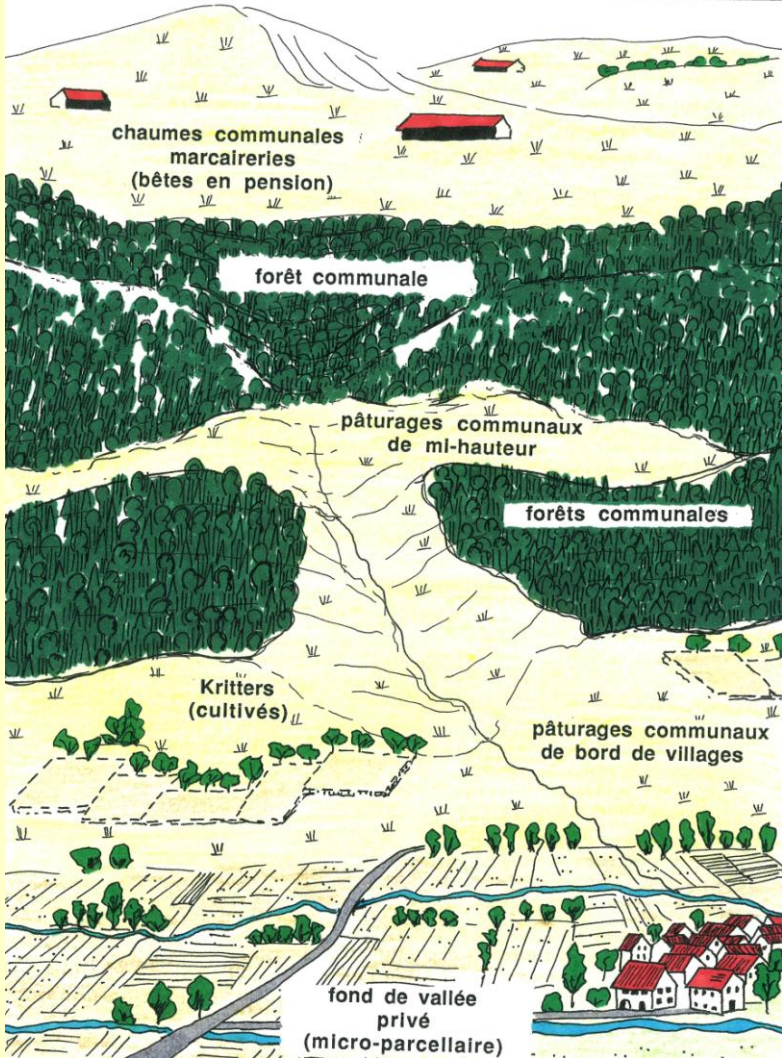 chaumes communales
marcaireries
(bêtes en pension)
forêt communale
pâturages communaux
de mi-hauteur
forêts communales
Kritters
(cultivés)
pâturages communaux
de bord de villages
fond de vallée
privé
(micro-parcellaire)